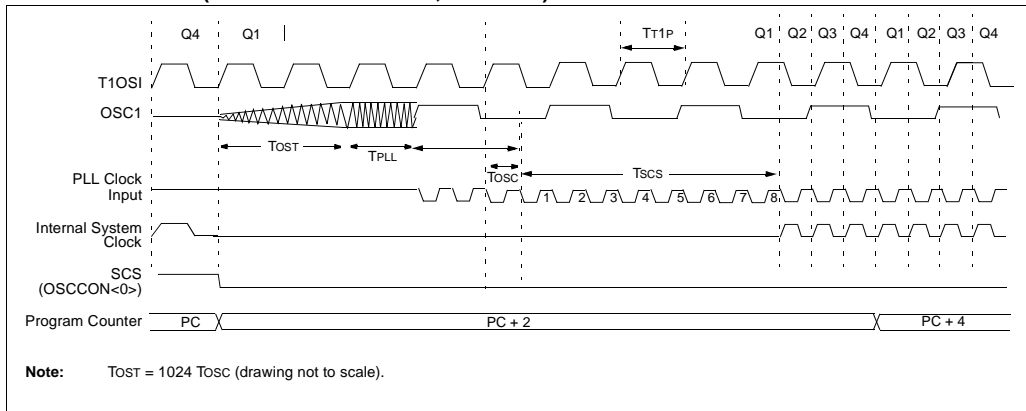 Q4 Q1 TT1P Q1 Q2 Q3 Q4 Q1 Q2 Q3 Q4
T1OSI
OSC1
TOST TPLL
TOSC TSCS
PLL Clock
Input
1 2 3 4 5 6 7 8
Internal System
Clock
SCS
(OSCCON<0>)
Program Counter PC PC + 2 PC + 4
Note: TOST = 1024 TOSC (drawing not to scale).